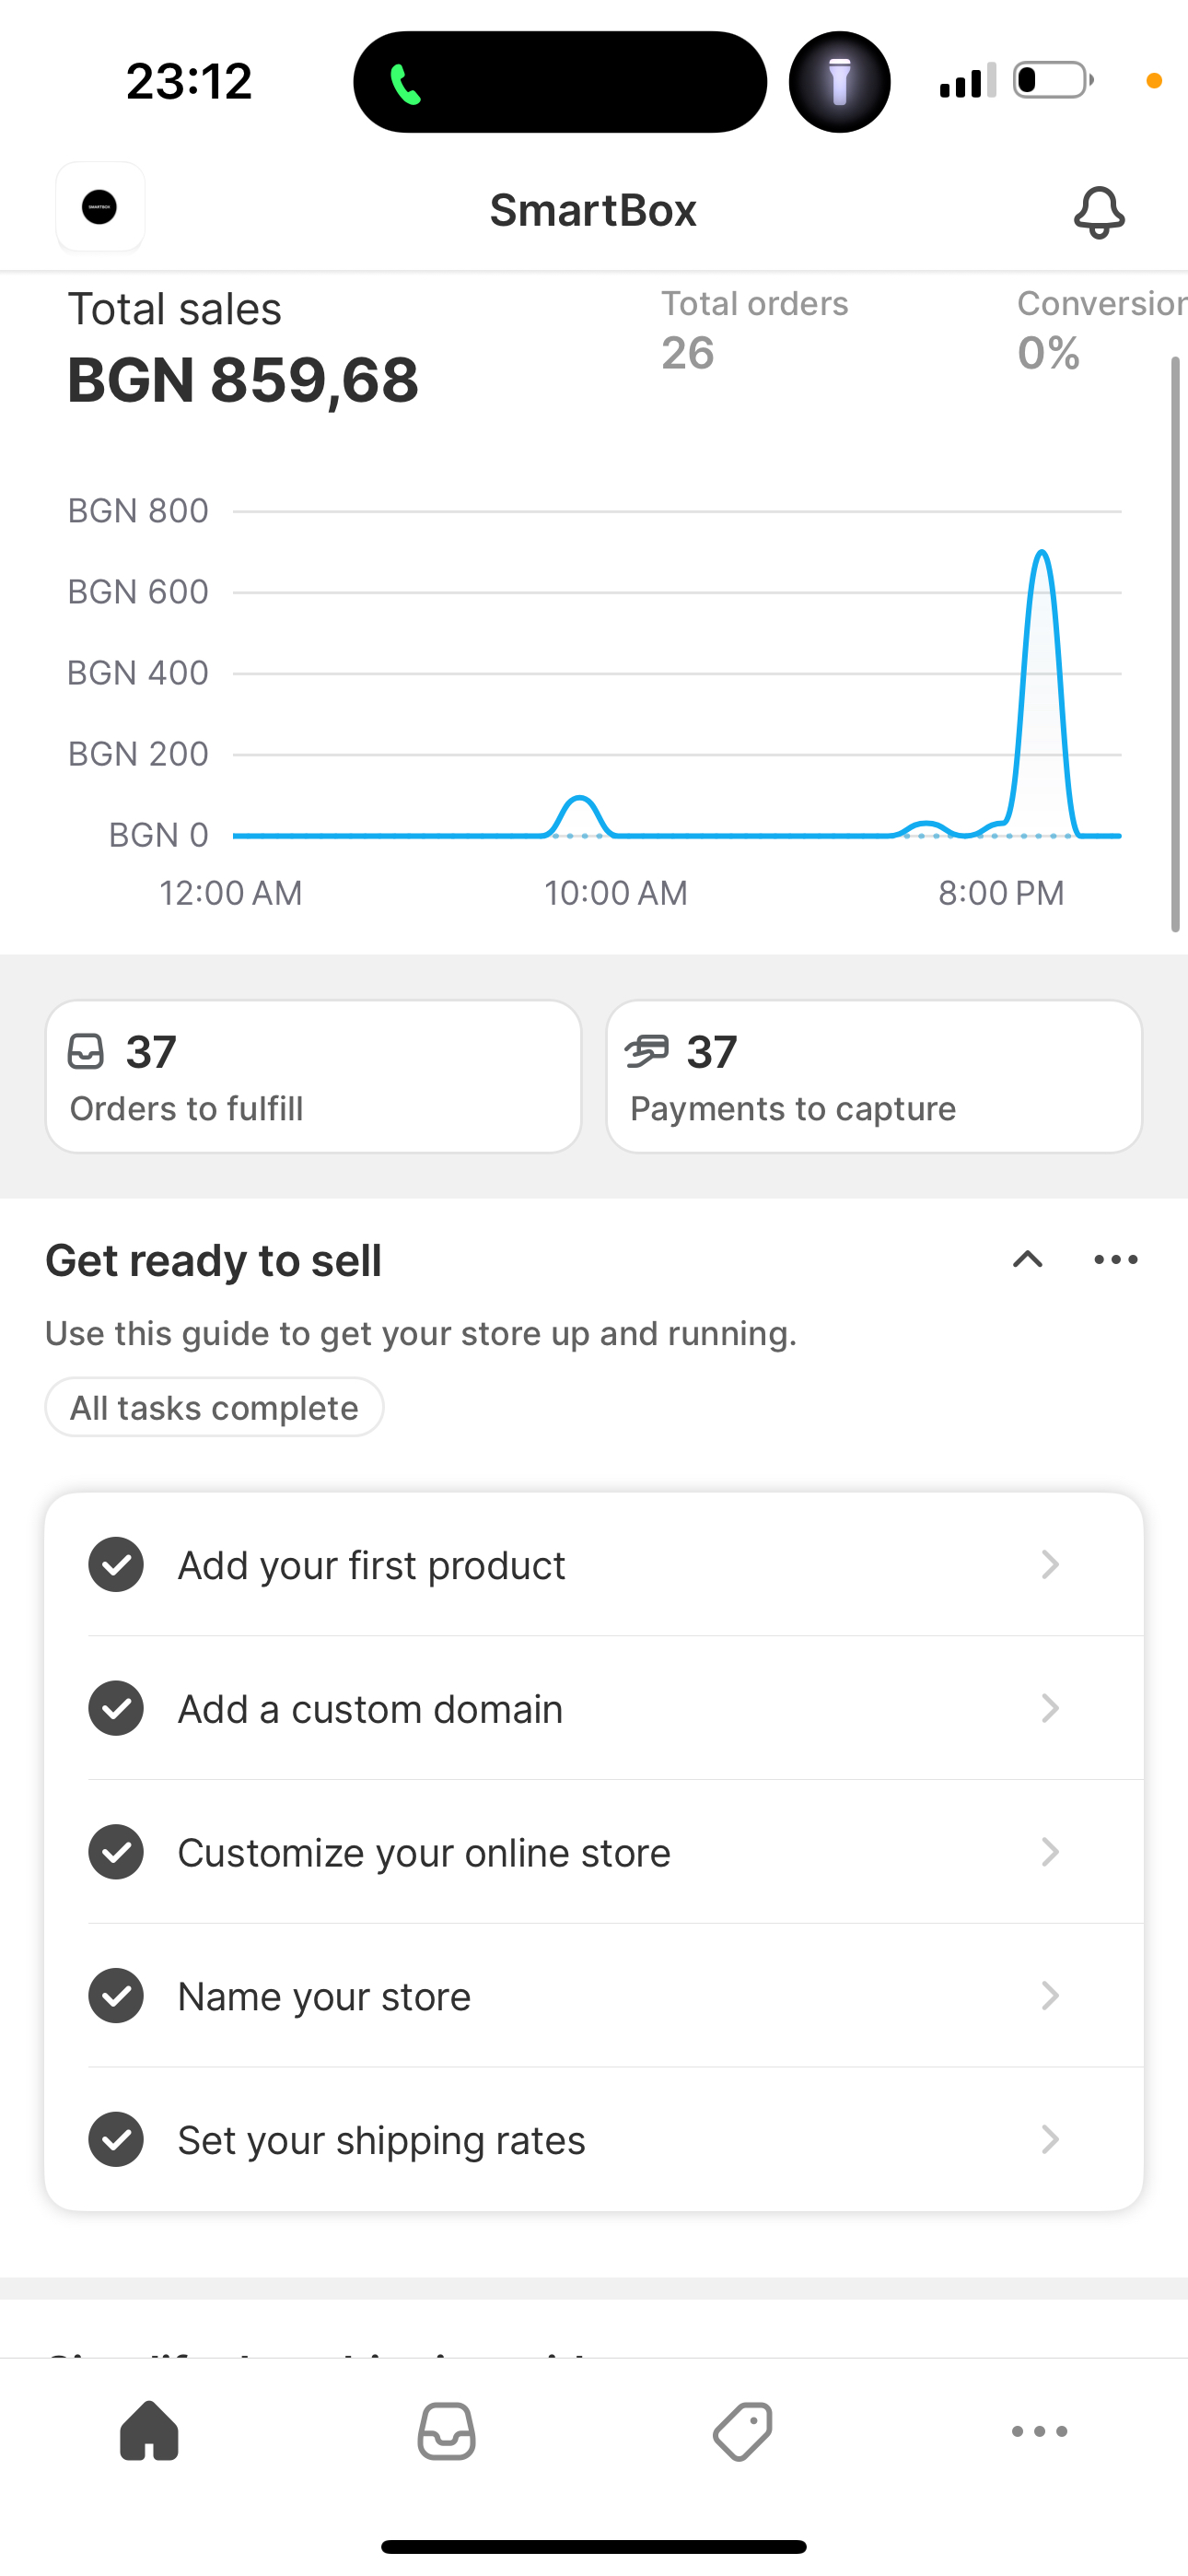 23:12
SMARTBOX
SmartBox
Total sales
Total orders
Conversion
BGN 859,68
26
0%
BGN 800
BGN 600
BGN 400
BGN 200
BGN 0
12:00 AM
10:00 AM
8:00 PM
37
Orders to fulfill
37
Payments to capture
Get ready to sell
Use this guide to get your store up and running.
All tasks complete
Add your first product
Add a custom domain
Customize your online store
Name your store
Set your shipping rates